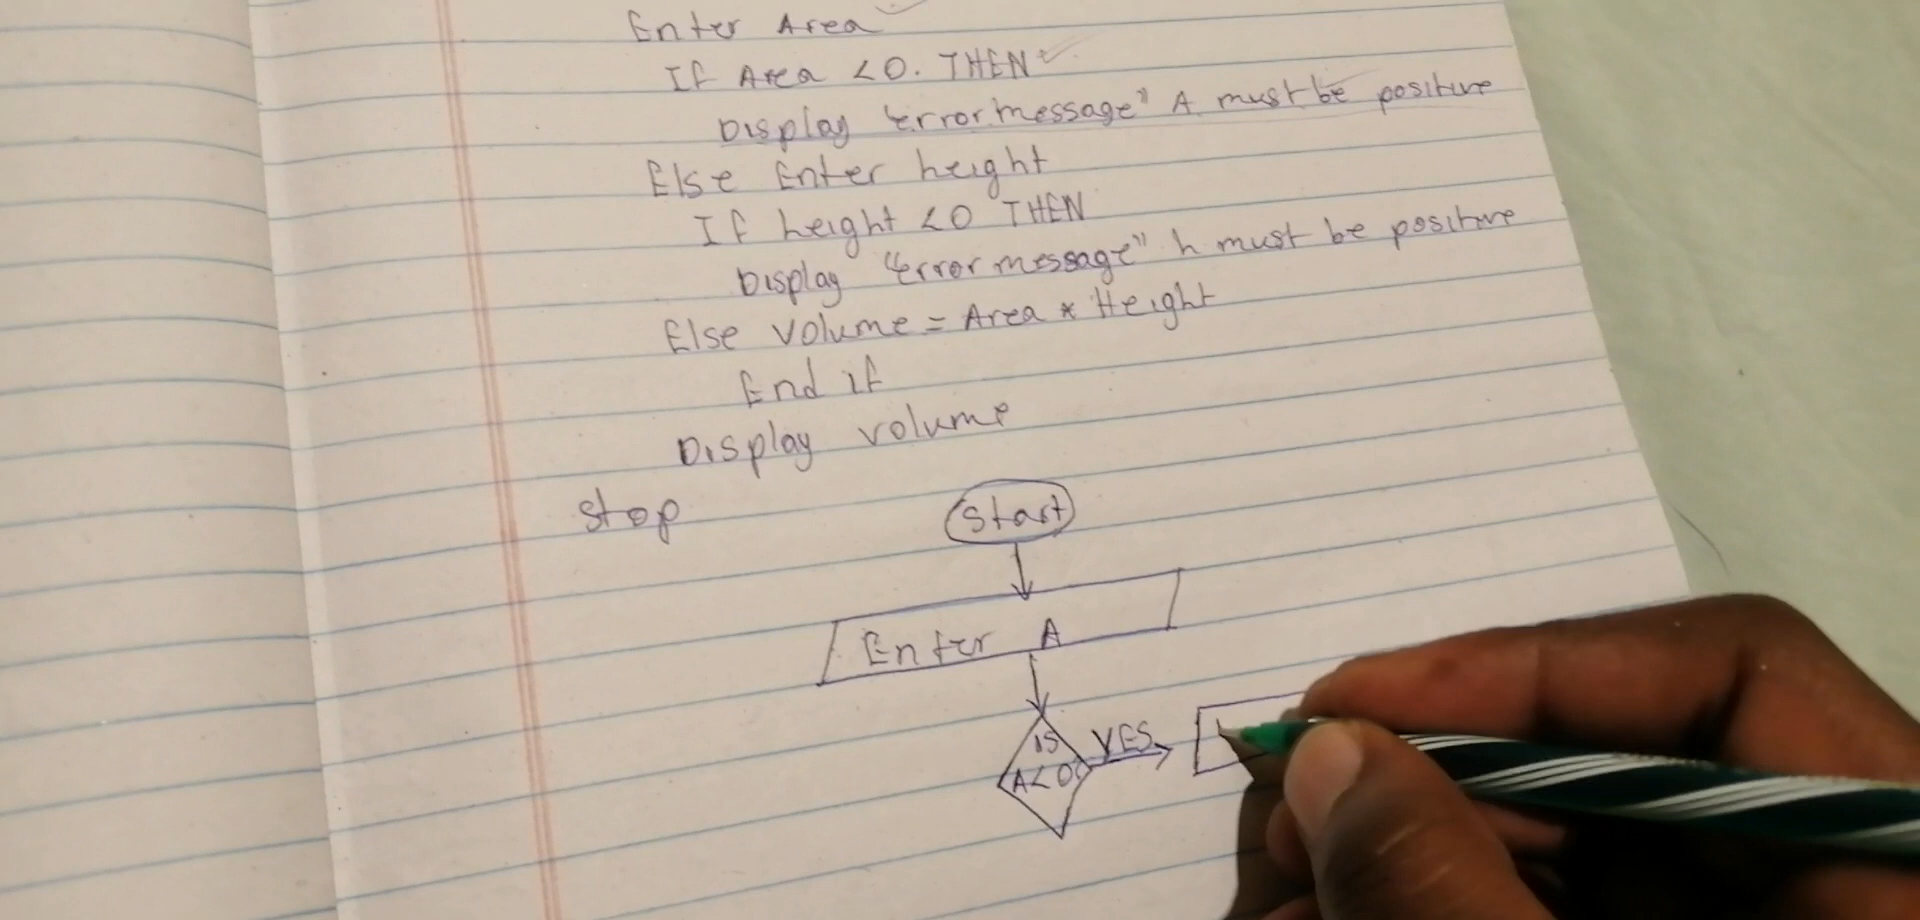 Enter Area
If Area <0. THEN
Display "error message" A must be positive
Else Enter height
If height <0 THEN
Display "error message" h must be positive
Else volume = Area * Height
End if
Display volume
Stop
Start
Enter A
is
A<0?
YES